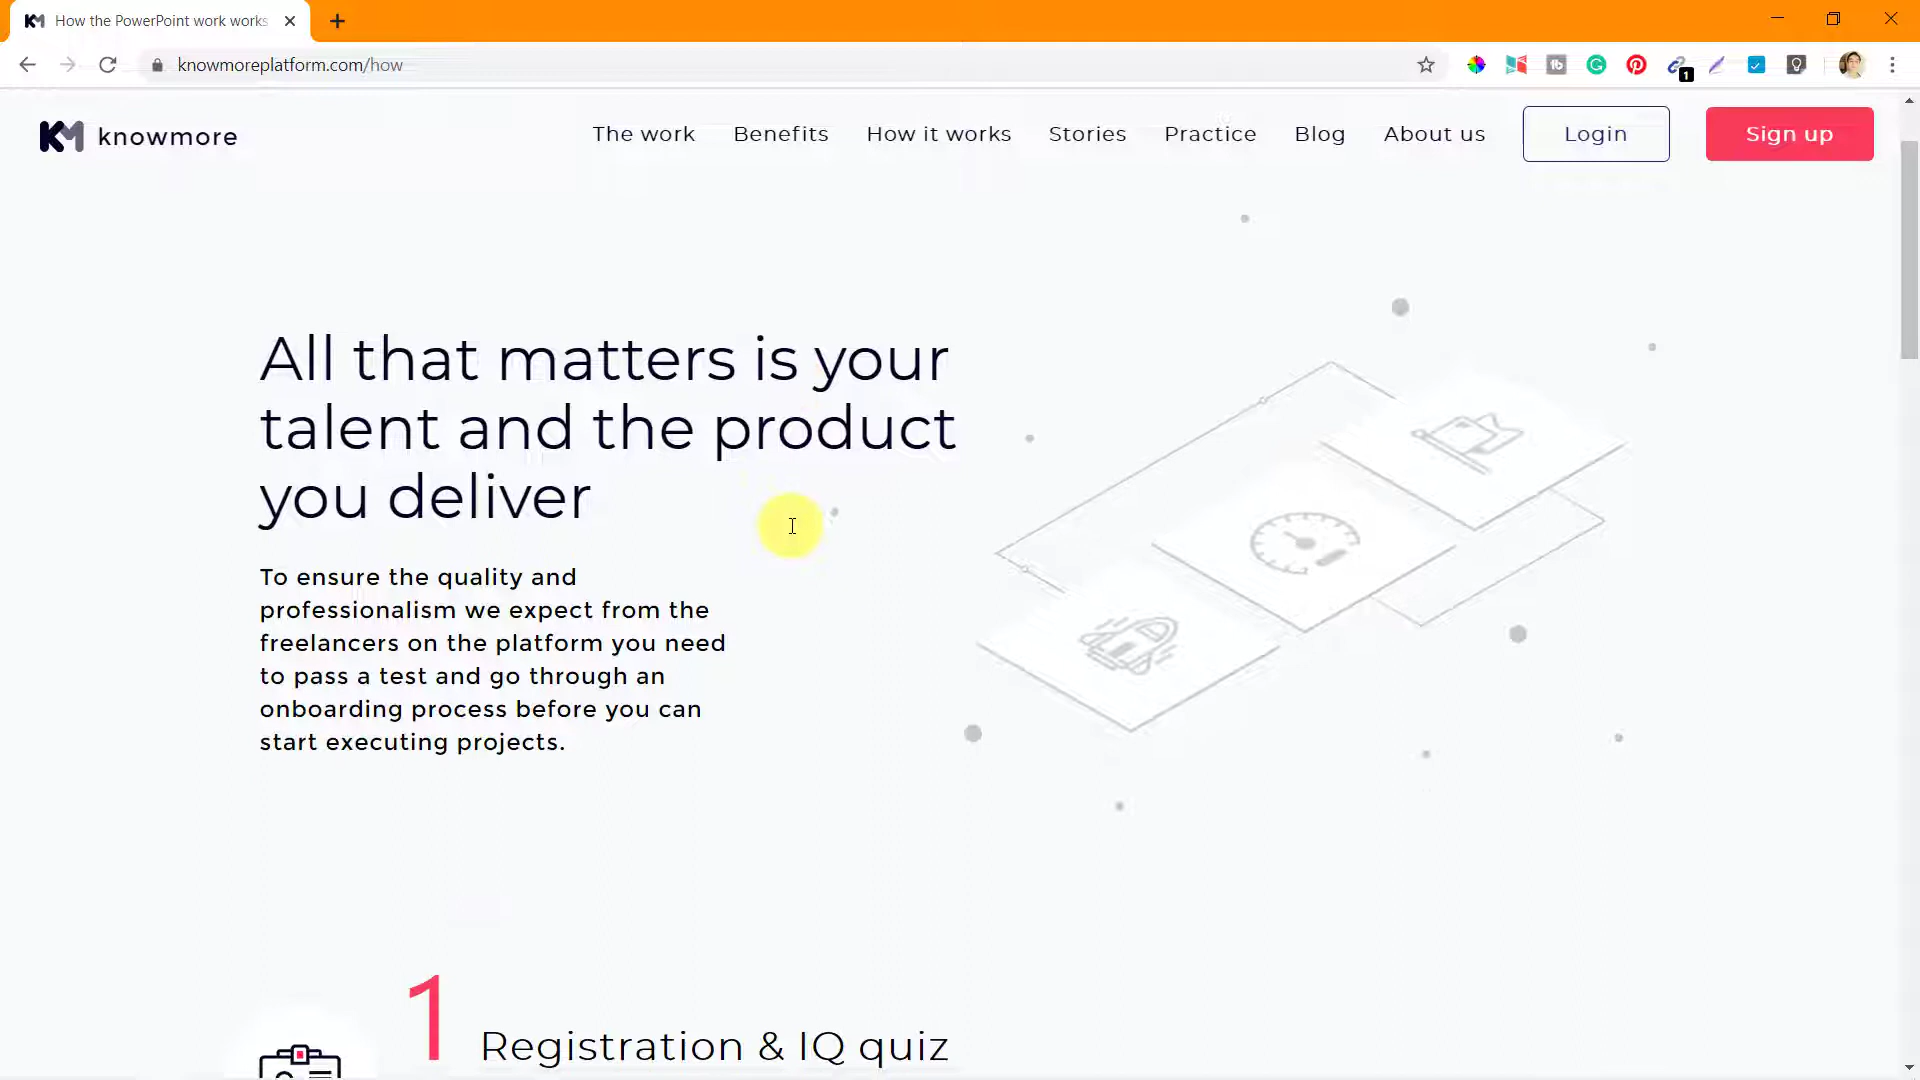 How the PowerPoint work works
knowmoreplatform.com/how
1
KM knowmore
The work
Benefits
How it works
Stories
Practice
Blog
About us
Login
Sign up
All that matters is your
talent and the product
you deliver
To ensure the quality and
professionalism we expect from the
freelancers on the platform you need
to pass a test and go through an
onboarding process before you can
start executing projects.
1
Registration & IQ quiz